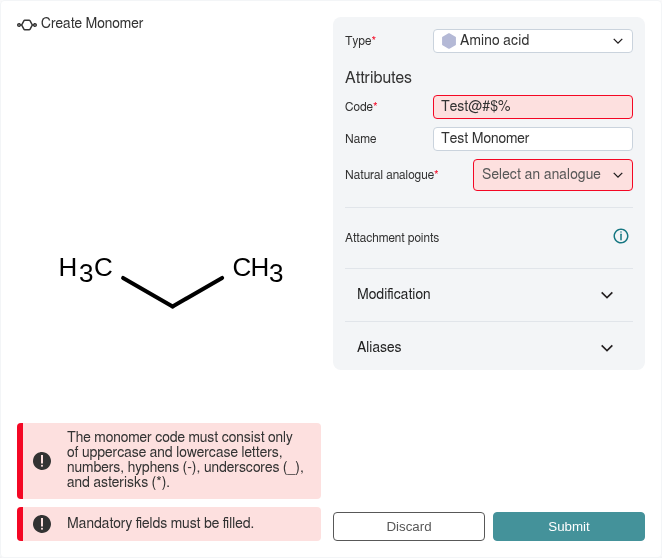 Create Monomer
Type*
Amino acid
Attributes
Code*
Test@#$%
Name
Test Monomer
Natural analogue*
Select an analogue
Attachment points
Modification
Aliases
H3C
CH3
The monomer code must consist only
of uppercase and lowercase letters,
numbers, hyphens (-), underscores (_),
and asterisks (*).
Mandatory fields must be filled.
Discard
Submit